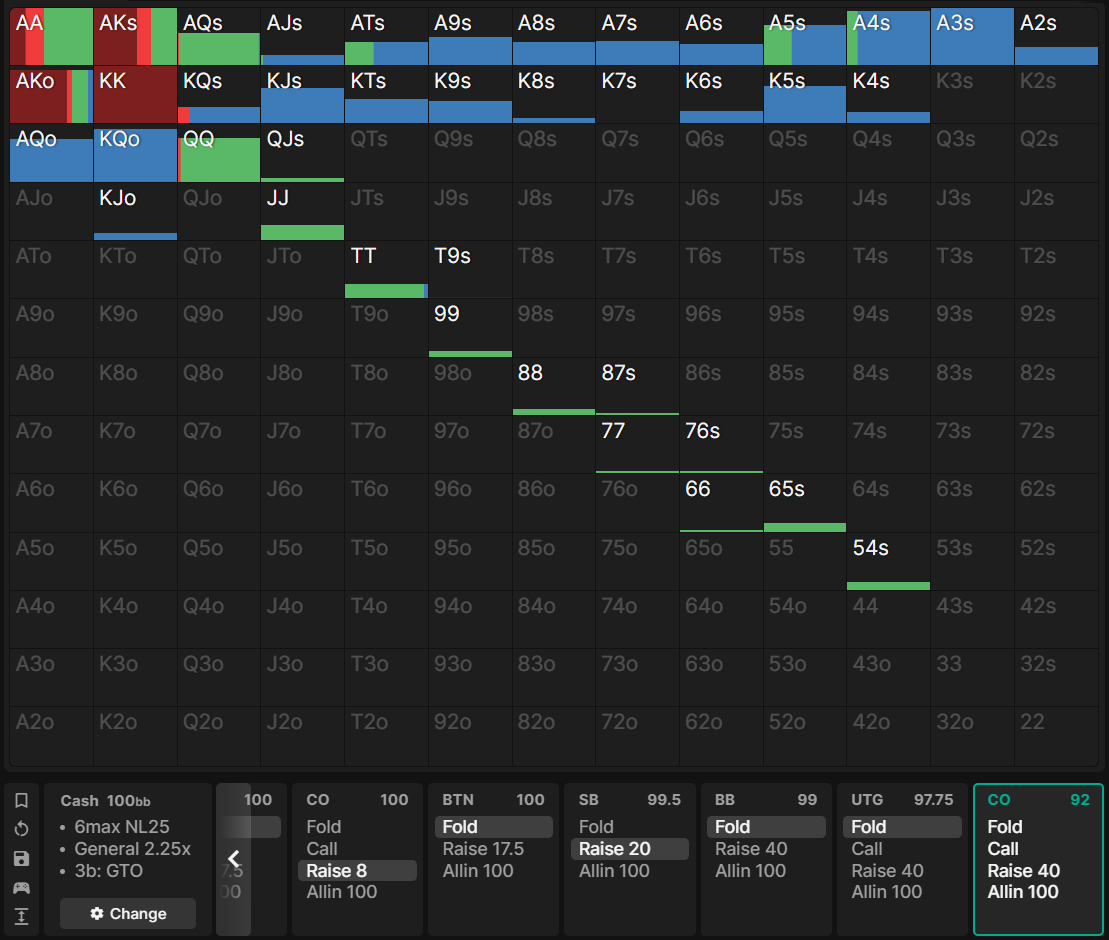 AA AKs AQs AJs ATs A9s A8s A7s A6s A5s A4s A3s A2s
AKo KK KQs KJs KTs K9s K8s K7s K6s K5s K4s K3s K2s
AQo KQo QQ QJs QTs Q9s Q8s Q7s Q6s Q5s Q4s Q3s Q2s
AJo KJo QJo JJ JTs J9s J8s J7s J6s J5s J4s J3s J2s
ATo KTo QTo JTo TT T9s T8s T7s T6s T5s T4s T3s T2s
A9o K9o Q9o J9o T9o 99 98s 97s 96s 95s 94s 93s 92s
A8o K8o Q8o J8o T8o 98o 88 87s 86s 85s 84s 83s 82s
A7o K7o Q7o J7o T7o 97o 87o 77 76s 75s 74s 73s 72s
A6o K6o Q6o J6o T6o 96o 86o 76o 66 65s 64s 63s 62s
A5o K5o Q5o J5o T5o 95o 85o 75o 65o 55 54s 53s 52s
A4o K4o Q4o J4o T4o 94o 84o 74o 64o 54o 44 43s 42s
A3o K3o Q3o J3o T3o 93o 83o 73o 63o 53o 43o 33 32s
A2o K2o Q2o J2o T2o 92o 82o 72o 62o 52o 42o 32o 22
Cash 100bb
• 6max NL25
• General 2.25x
• 3b: GTO
Change
100
7.5
00
CO 100
Fold
Call
Raise 8
Allin 100
BTN 100
Fold
Raise 17.5
Allin 100
SB 99.5
Fold
Raise 20
Allin 100
BB 99
Fold
Raise 40
Allin 100
UTG 97.75
Fold
Call
Raise 40
Allin 100
CO 92
Fold
Call
Raise 40
Allin 100